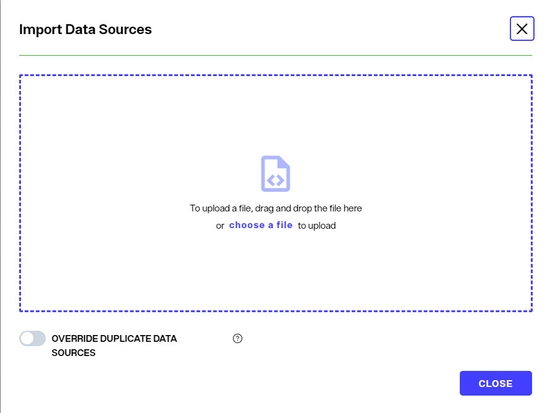 Import Data Sources
To upload a file, drag and drop the file here
or choose a file to upload
OVERRIDE DUPLICATE DATA
SOURCES
CLOSE